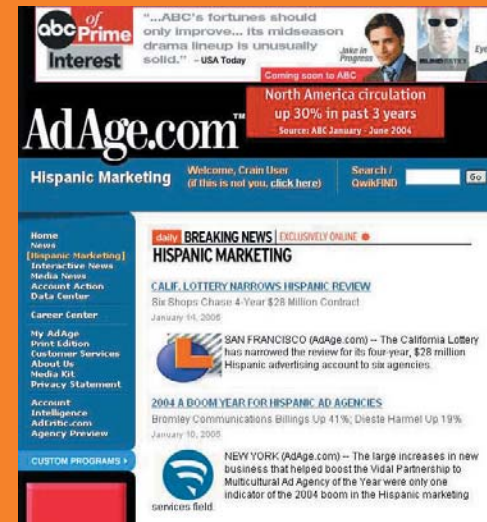 abc of Prime Interest
"...ABC's fortunes should
only improve... its midseason
drama lineup is unusually
solid." – USA Today
Jake in
Progress
Coming soon to ABC
North America circulation
up 30% in past 3 years
Source: ABC January - June 2004
AdAge.com™
Hispanic Marketing
Welcome, Crain User
(if this is not you, click here)
Search /
QwikFIND
Go
Home
News
[Hispanic Marketing]
Interactive News
Media News
Account Action
Data Center
Career Center
My AdAge
Print Edition
Customer Services
About Us
Media Kit
Privacy Statement
Account
Intelligence
AdCritic.com
Agency Preview
CUSTOM PROGRAMS
daily BREAKING NEWS | EXCLUSIVELY ONLINE
HISPANIC MARKETING
CALIF. LOTTERY NARROWS HISPANIC REVIEW
Six Shops Chase 4-Year $28 Million Contract
January 14, 2005
SAN FRANCISCO (AdAge.com) -- The California Lottery
has narrowed the review for its four-year, $28 million
Hispanic advertising account to six agencies.
2004 A BOOM YEAR FOR HISPANIC AD AGENCIES
Bromley Communications Billings Up 41%; Dieste Harmel Up 19%
January 10, 2005
NEW YORK (AdAge.com) -- The large increases in new
business that helped boost the Vidal Partnership to
Multicultural Ad Agency of the Year were only one
indicator of the 2004 boom in the Hispanic marketing
services field.